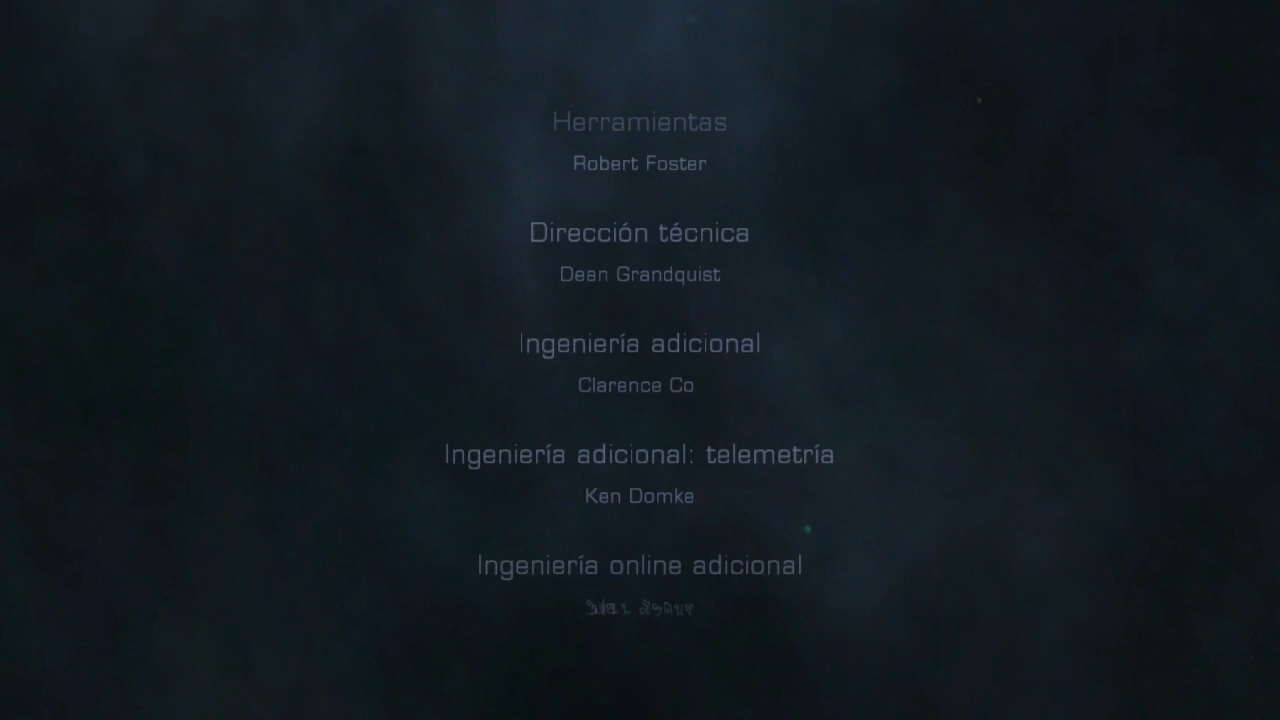 Herramientas
Robert Foster
Dirección técnica
Dean Grandquist
Ingeniería adicional
Clarence Co
Ingeniería adicional: telemetría
Ken Domke
Ingeniería online adicional